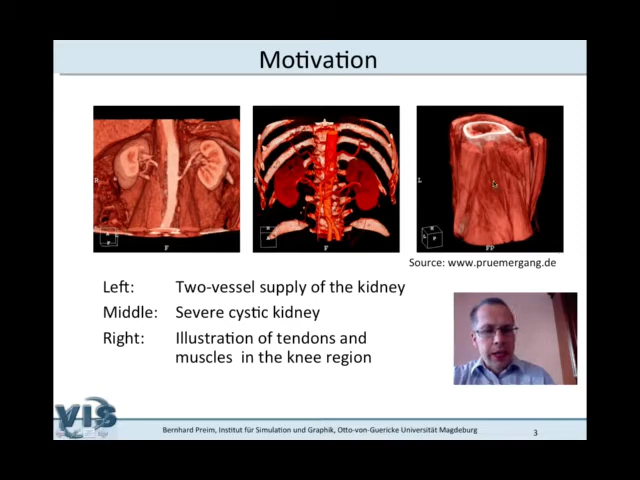 Motivation
R
F
F
L
FP
Source: www.pruemergang.de
Left: Two-vessel supply of the kidney
Middle: Severe cystic kidney
Right: Illustration of tendons and
muscles in the knee region
VIS
Bernhard Preim, Institut für Simulation und Graphik, Otto-von-Guericke Universität Magdeburg
3